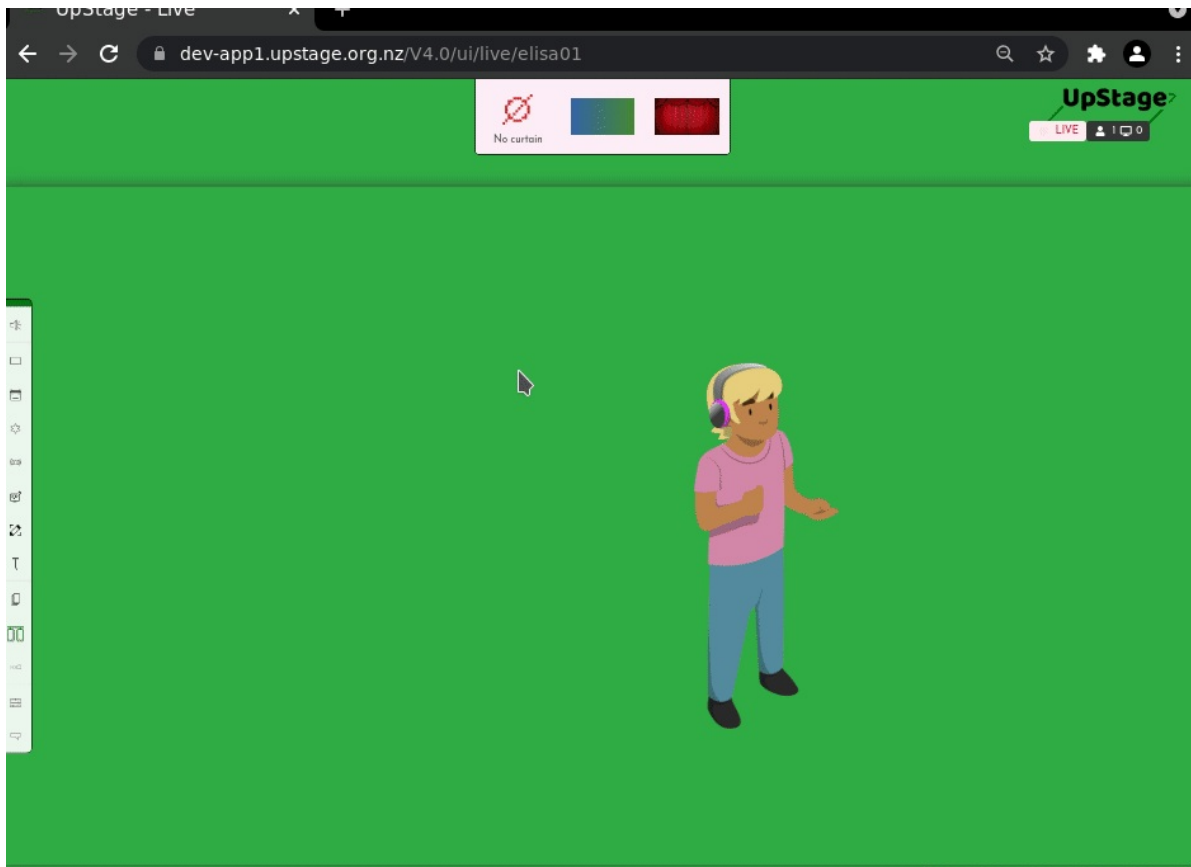 UpStage - Live
dev-app1.upstage.org.nz/V4.0/ui/live/elisa01
No curtain
UpStage
LIVE
1
0